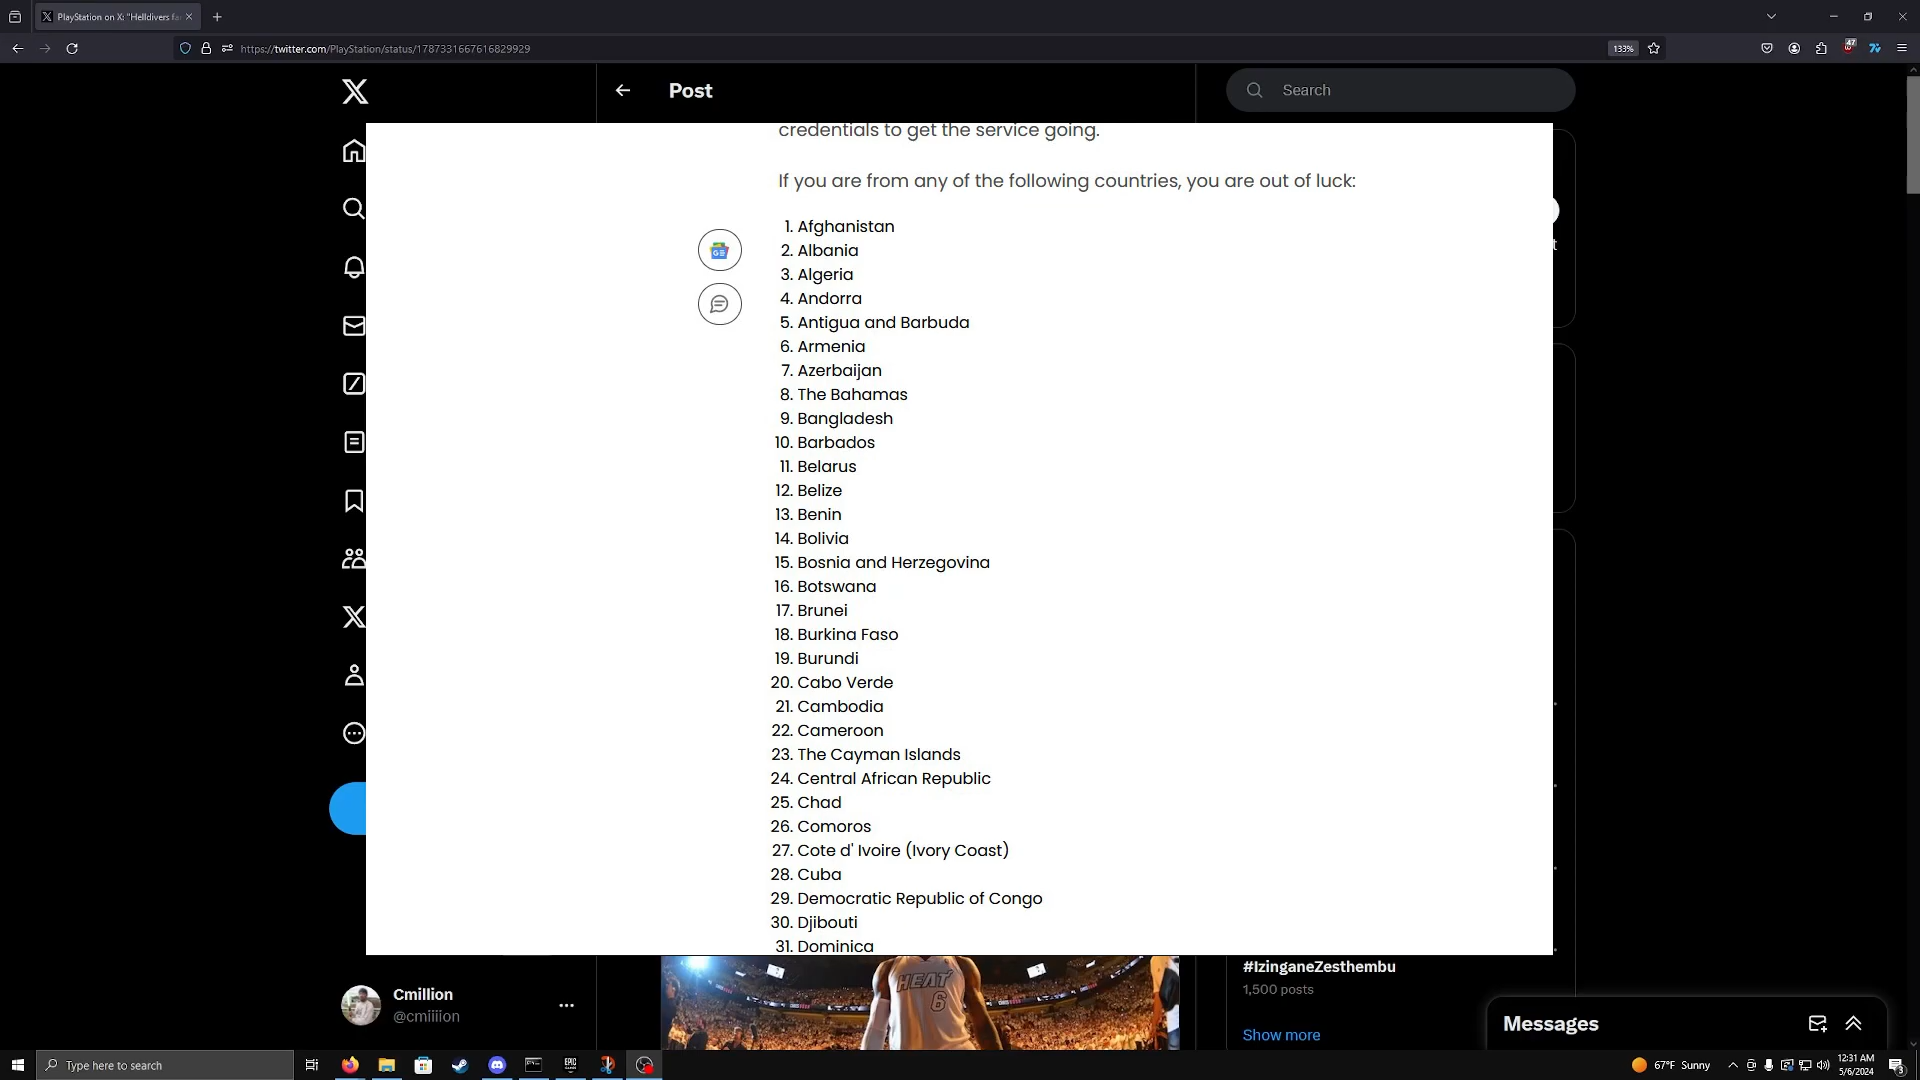 PlayStation on X: "Helldivers fa
https://twitter.com/PlayStation/status/1787331667616829929
133%
47
Post
Search
credentials to get the service going.
If you are from any of the following countries, you are out of luck:
1. Afghanistan
2. Albania
3. Algeria
4. Andorra
5. Antigua and Barbuda
6. Armenia
7. Azerbaijan
8. The Bahamas
9. Bangladesh
10. Barbados
11. Belarus
12. Belize
13. Benin
14. Bolivia
15. Bosnia and Herzegovina
16. Botswana
17. Brunei
18. Burkina Faso
19. Burundi
20. Cabo Verde
21. Cambodia
22. Cameroon
23. The Cayman Islands
24. Central African Republic
25. Chad
26. Comoros
27. Cote d' Ivoire (Ivory Coast)
28. Cuba
29. Democratic Republic of Congo
30. Djibouti
31. Dominica
t
HEAT
6
#IzinganeZesthembu
1,500 posts
Show more
Cmillion
@cmiiiion
Messages
Type here to search
67°F Sunny
12:31 AM
5/6/2024
3